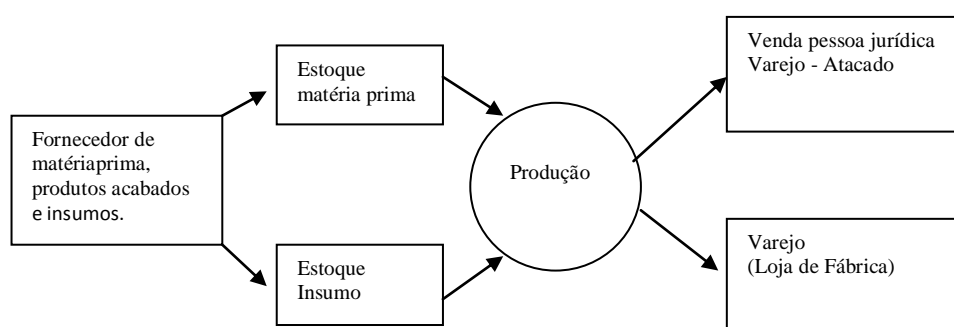 Fornecedor de
matériaprima,
produtos acabados
e insumos.
Estoque
matéria prima
Estoque
Insumo
Produção
Venda pessoa jurídica
Varejo - Atacado
Varejo
(Loja de Fábrica)